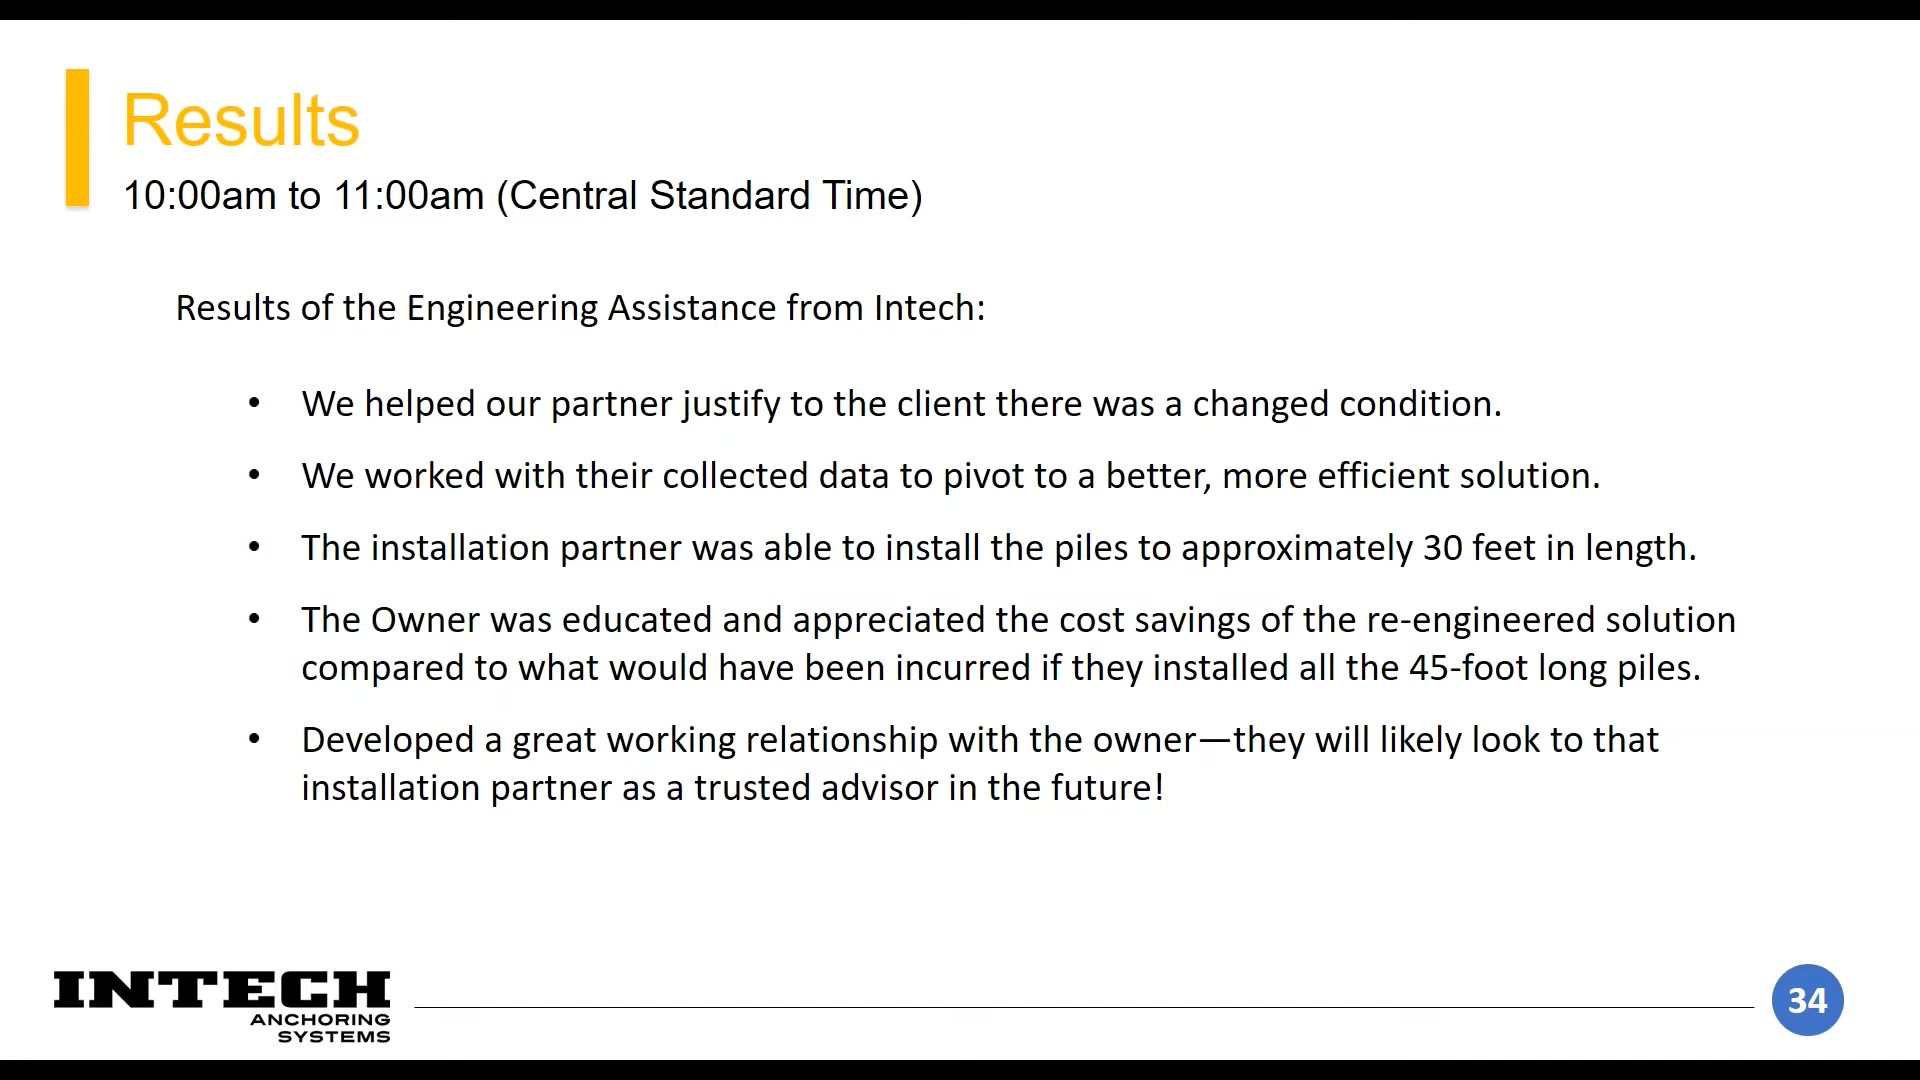 Results
10:00am to 11:00am (Central Standard Time)
Results of the Engineering Assistance from Intech:
• We helped our partner justify to the client there was a changed condition.
• We worked with their collected data to pivot to a better, more efficient solution.
• The installation partner was able to install the piles to approximately 30 feet in length.
• The Owner was educated and appreciated the cost savings of the re-engineered solution
compared to what would have been incurred if they installed all the 45-foot long piles.
• Developed a great working relationship with the owner—they will likely look to that
installation partner as a trusted advisor in the future!
INTECH
ANCHORING
SYSTEMS
34